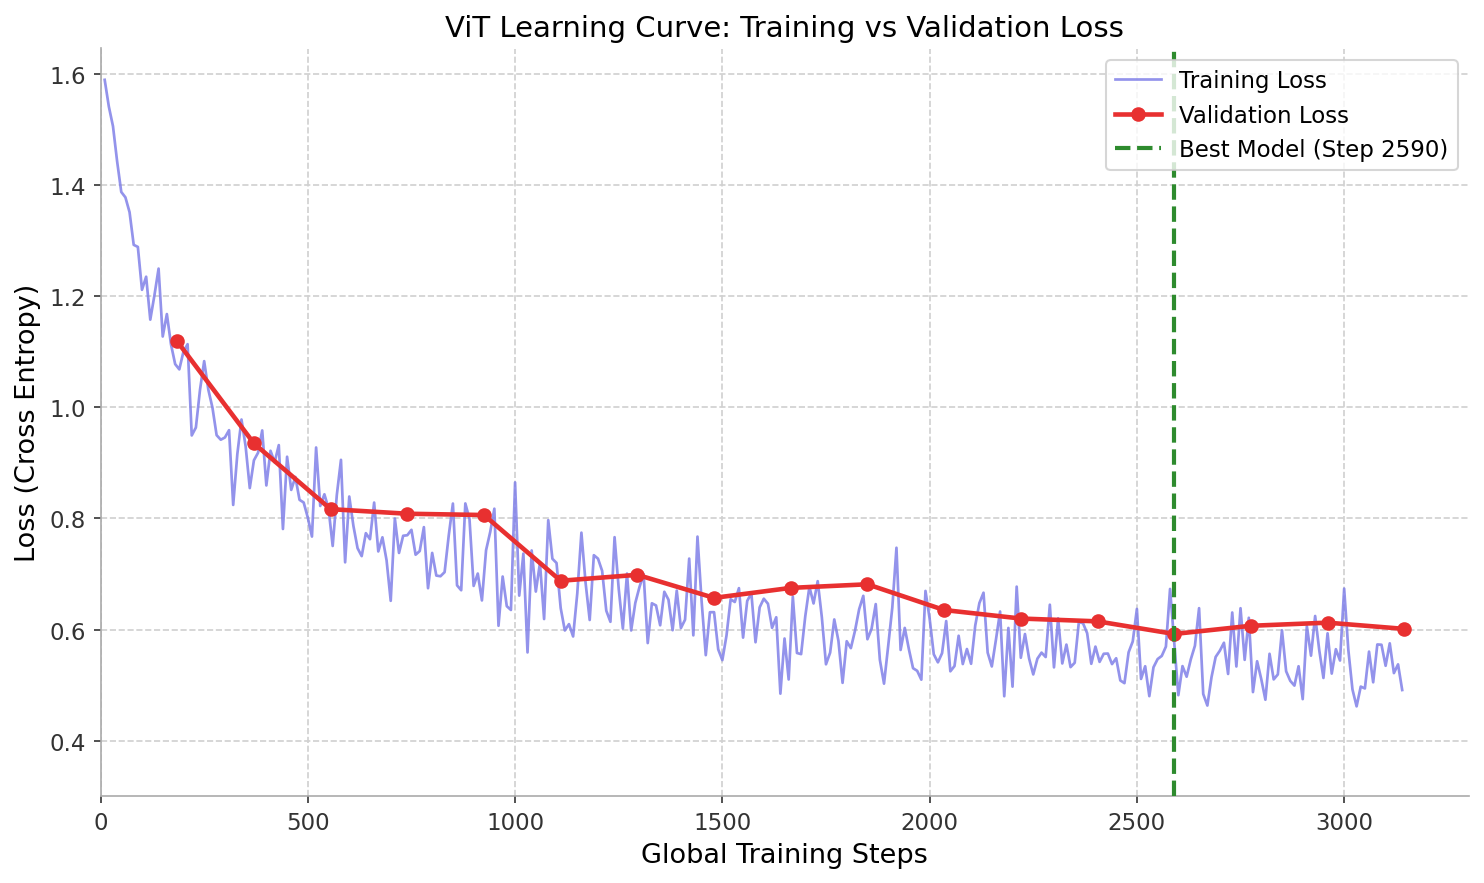 ViT Learning Curve: Training vs Validation Loss
Training Loss
Validation Loss
Best Model (Step 2590)
Loss (Cross Entropy)
1.6
1.4
1.2
1.0
0.8
0.6
0.4
0 500 1000 1500 2000 2500 3000
Global Training Steps